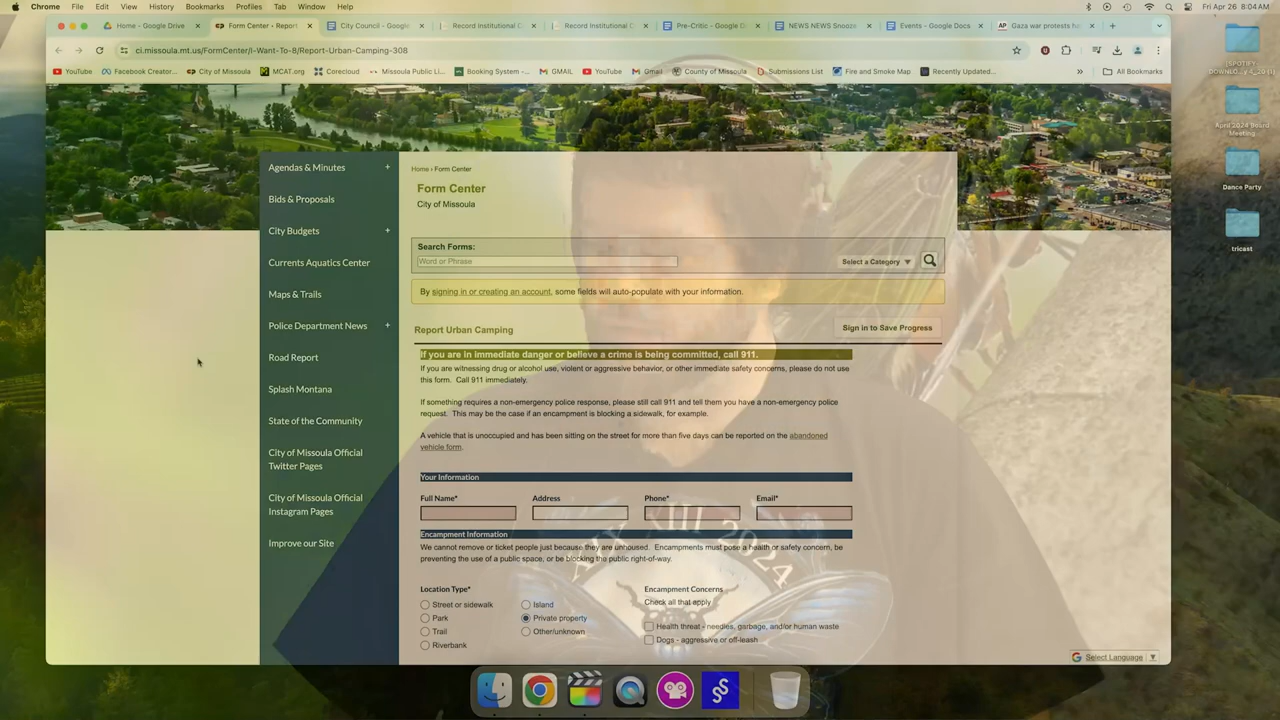 Chrome File Edit View History Bookmarks Profiles Tab Window Help
Fri Apr 26 8:04 AM
Home - Google Drive
Form Center • Report
City Council - Google
Record Institutional D
Record Institutional D
Pre-Critic - Google D
NEWS NEWS Snooze
Events - Google Docs
AP Gaza war protests h
ci.missoula.mt.us/FormCenter/I-Want-To-8/Report-Urban-Camping-308
YouTube
Facebook Creator...
City of Missoula
MCAT.org
Corecloud
Missoula Public Li...
Booking System -...
GMAIL
YouTube
Gmail
County of Missoula
Submissions List
Fire and Smoke Map
Recently Updated...
»
All Bookmarks
[SPOTIFY
DOWNLO...y 4_20 (1)
April 2024 Board
Meeting
Dance Party
tricast
Agendas & Minutes +
Bids & Proposals
City Budgets +
Currents Aquatics Center
Maps & Trails
Police Department News +
Road Report
Splash Montana
State of the Community
City of Missoula Official
Twitter Pages
City of Missoula Official
Instagram Pages
Improve our Site
Home › Form Center
Form Center
City of Missoula
Search Forms:
Word or Phrase
Select a Category ▼
By signing in or creating an account, some fields will auto-populate with your information.
Report Urban Camping
Sign in to Save Progress
If you are in immediate danger or believe a crime is being committed, call 911.
If you are witnessing drug or alcohol use, violent or aggressive behavior, or other immediate safety concerns, please do not use
this form. Call 911 immediately.
If something requires a non-emergency police response, please still call 911 and tell them you have a non-emergency police
request. This may be the case if an encampment is blocking a sidewalk, for example.
A vehicle that is unoccupied and has been sitting on the street for more than five days can be reported on the abandoned
vehicle form.
Your Information
Full Name* Address Phone* Email*
Encampment Information
We cannot remove or ticket people just because they are unhoused. Encampments must pose a health or safety concern, be
preventing the use of a public space, or be blocking the public right-of-way.
Location Type*
Street or sidewalk
Park
Trail
Riverbank
Island
Private property
Other/unknown
Encampment Concerns
Check all that apply
Health threat - needles, garbage, and/or human waste
Dogs - aggressive or off-leash
XIX VIII 2024
Select Language ▼